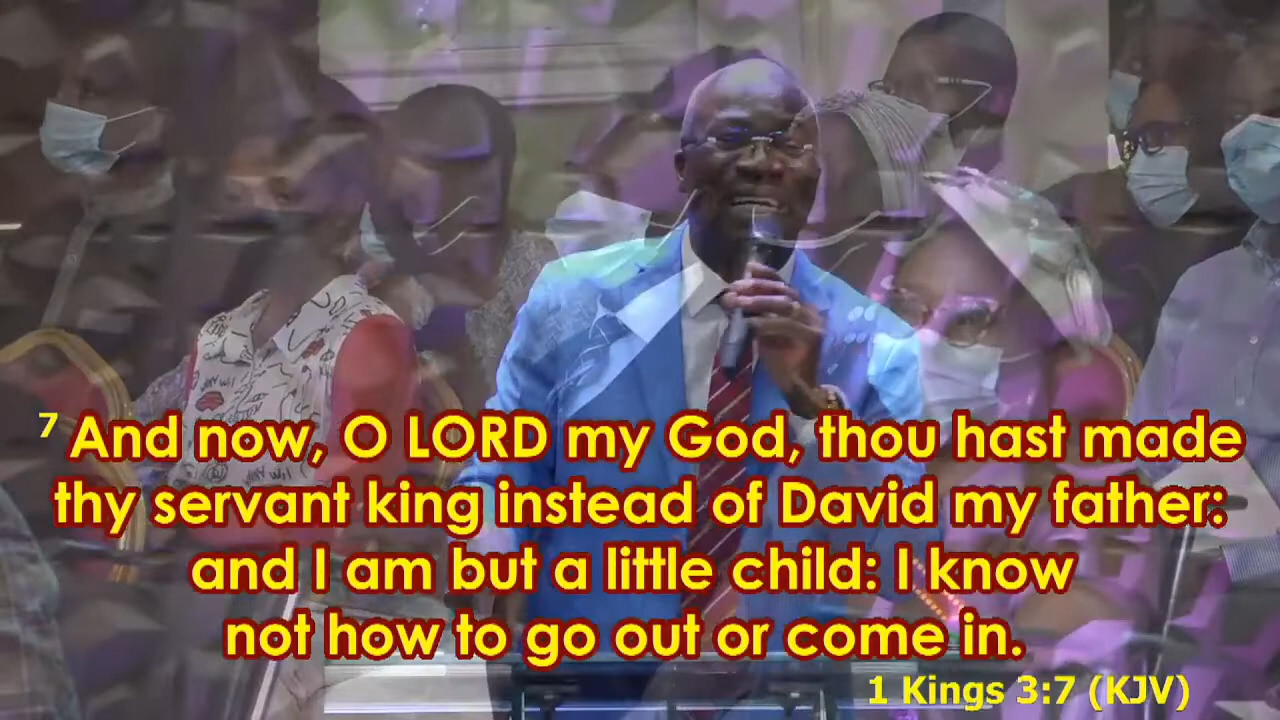 7 And now, O LORD my God, thou hast made
thy servant king instead of David my father:
and I am but a little child: I know
not how to go out or come in.
1 Kings 3:7 (KJV)